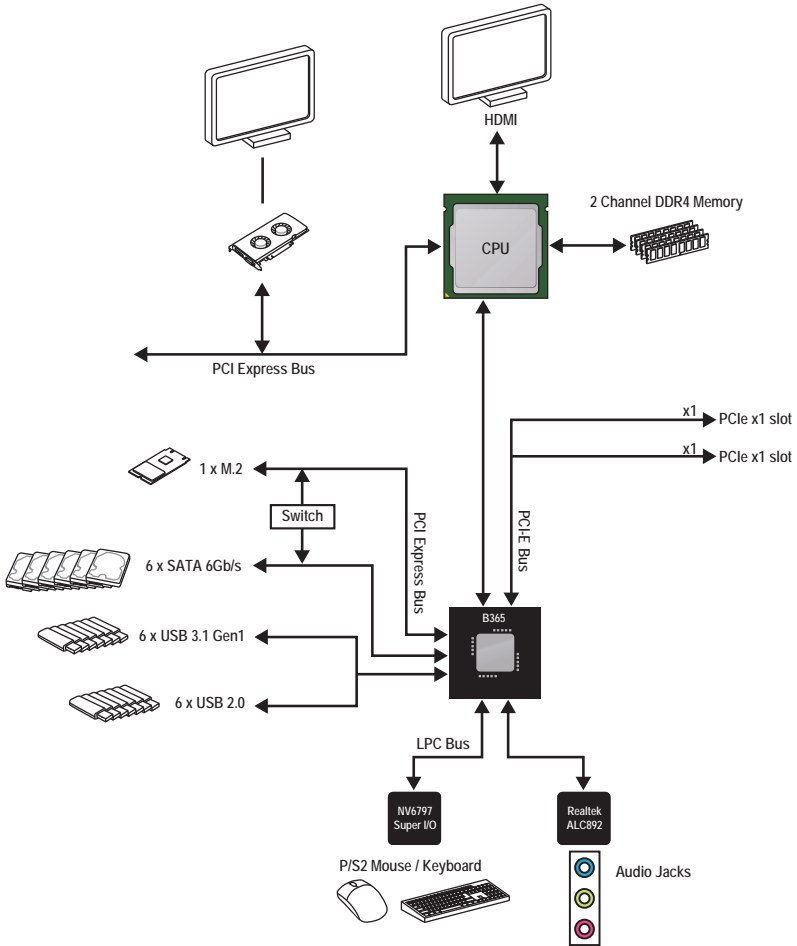 HDMI
2 Channel DDR4 Memory
CPU
PCI Express Bus
x1
PCIe x1 slot
x1
PCIe x1 slot
1 x M.2
Switch
PCI Express Bus
PCI-E Bus
6 x SATA 6Gb/s
B365
6 x USB 3.1 Gen1
6 x USB 2.0
LPC Bus
NV6797
Super I/O
Realtek
ALC892
P/S2 Mouse / Keyboard
Audio Jacks